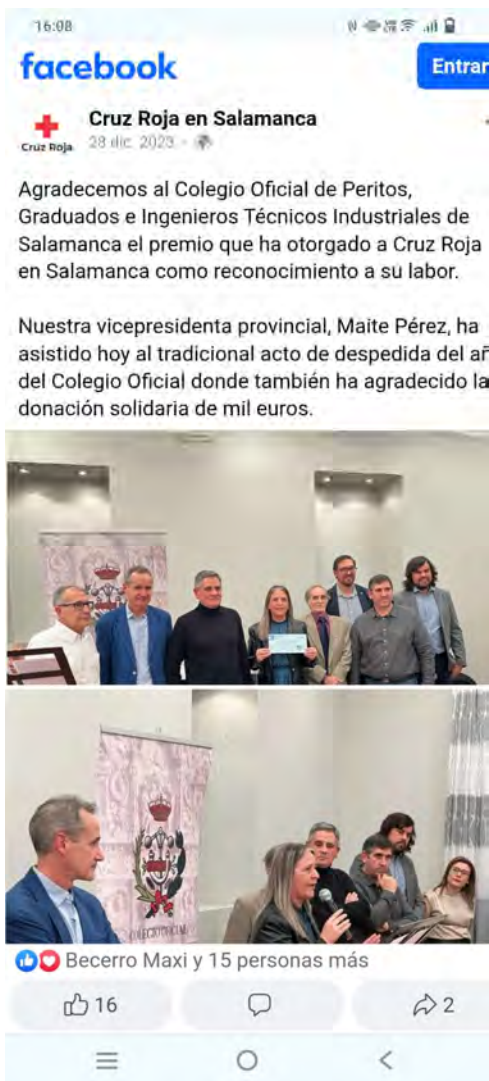 16:08
facebook
Entrar
Cruz Roja en Salamanca
Cruz Roja
28 dic. 2023
Agradecemos al Colegio Oficial de Peritos,
Graduados e Ingenieros Técnicos Industriales de
Salamanca el premio que ha otorgado a Cruz Roja
en Salamanca como reconocimiento a su labor.
Nuestra vicepresidenta provincial, Maite Pérez, ha
asistido hoy al tradicional acto de despedida del añ
del Colegio Oficial donde también ha agradecido la
donación solidaria de mil euros.
COLEGIO OFICIAL
Becerro Maxi y 15 personas más
16
2